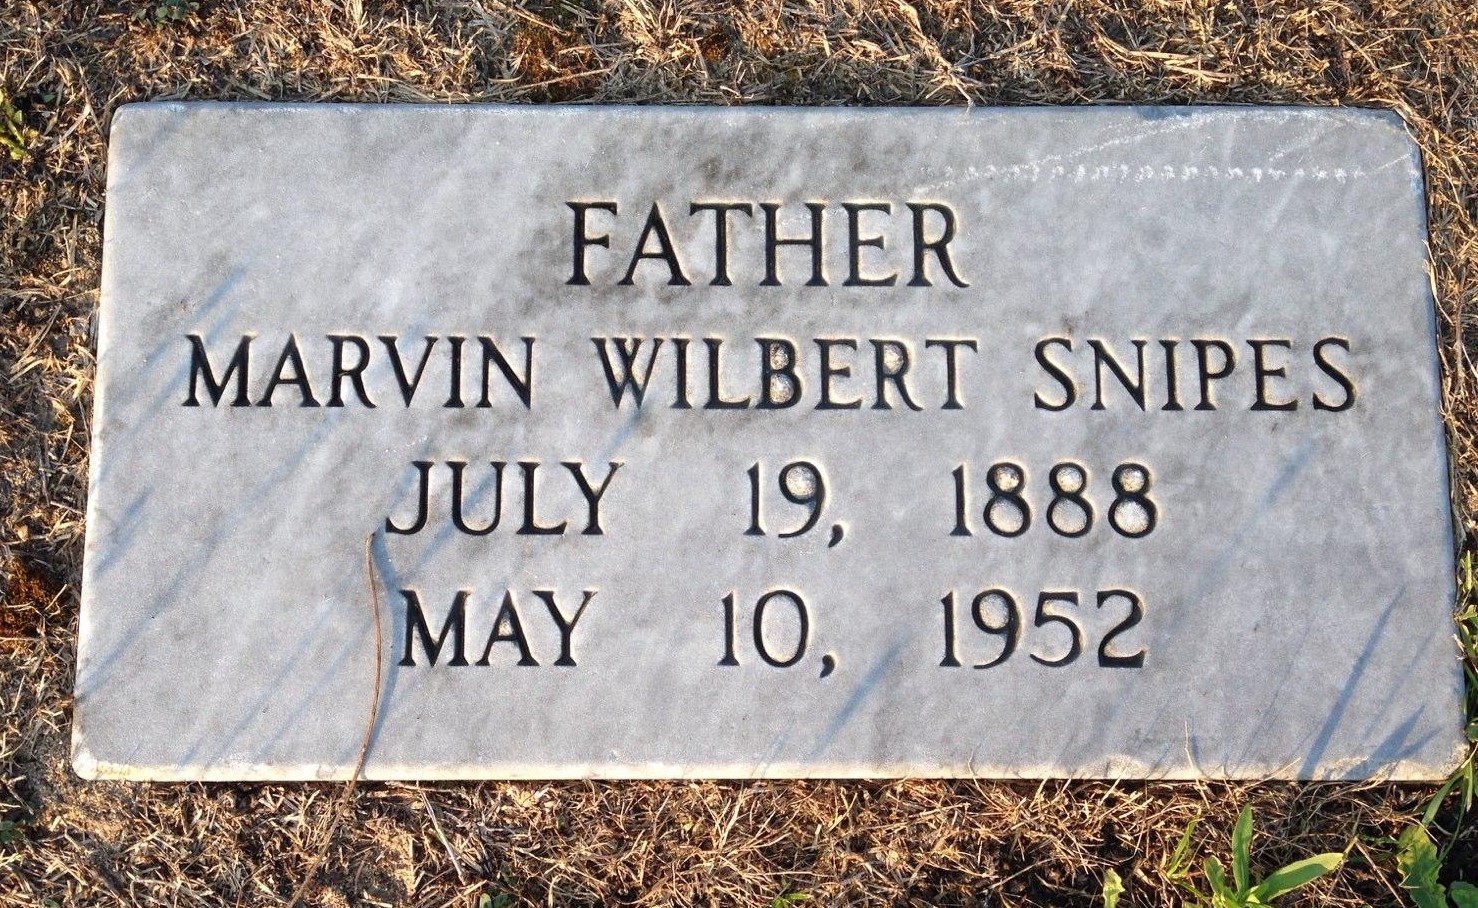 FATHER
MARVIN WILBERT SNIPES
JULY 19, 1888
MAY 10, 1952